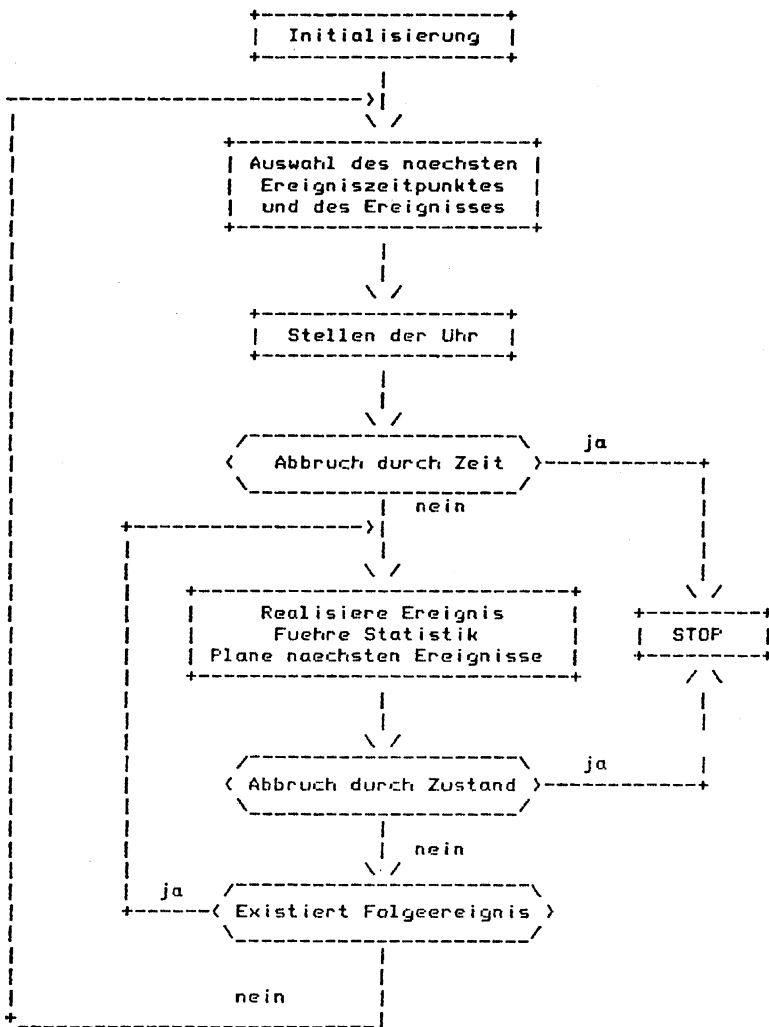 Initialisierung
Auswahl des naechsten
Ereigniszeitpunktes
und des Ereignisses
Stellen der Uhr
ja
Abbruch durch Zeit
nein
Realisiere Ereignis
Fuehre Statistik
Plane naechsten Ereignisse
STOP
ja
Abbruch durch Zustand
nein
ja
Existiert Folgeereignis
nein